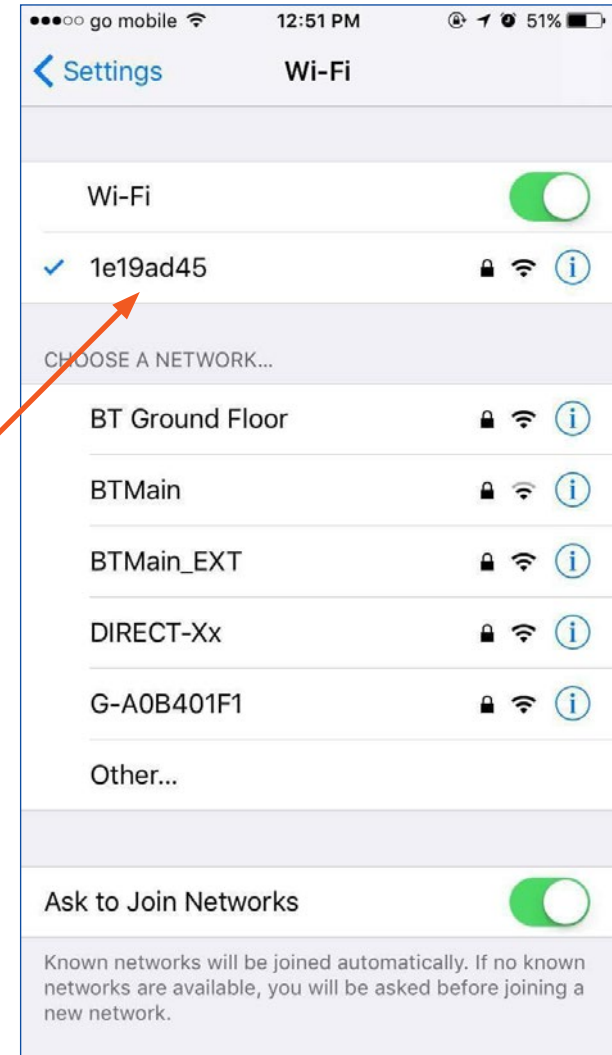 go mobile 12:51 PM 51%
Settings Wi-Fi
Wi-Fi
1e19ad45
CHOOSE A NETWORK...
BT Ground Floor
BTMain
BTMain_EXT
DIRECT-Xx
G-A0B401F1
Other...
Ask to Join Networks
Known networks will be joined automatically. If no known
networks are available, you will be asked before joining a
new network.